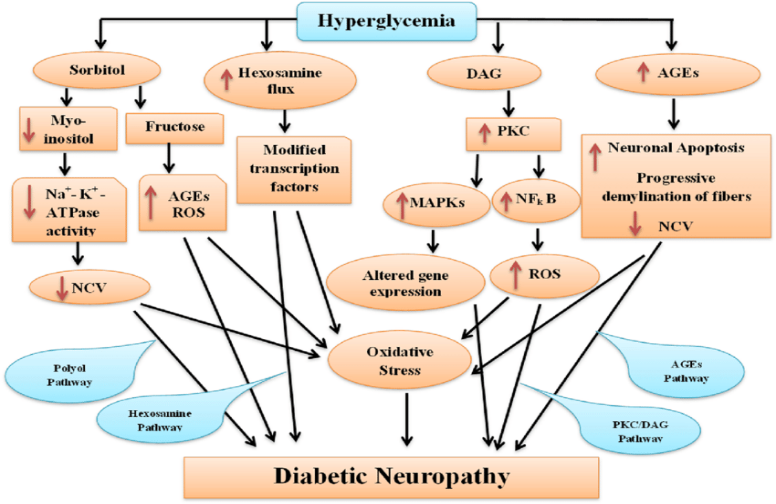 Hyperglycemia
Sorbitol
Hexosamine
flux
DAG
AGEs
Myo-
inositol
Fructose
PKC
Modified
transcription
factors
Neuronal Apoptosis
Progressive
demylination of fibers
NCV
Na+- K+-
ATPase
activity
AGEs
ROS
MAPKs
NFk B
NCV
Altered gene
expression
ROS
Oxidative
Stress
Polyol
Pathway
Hexosamine
Pathway
AGEs
Pathway
PKC/DAG
Pathway
Diabetic Neuropathy